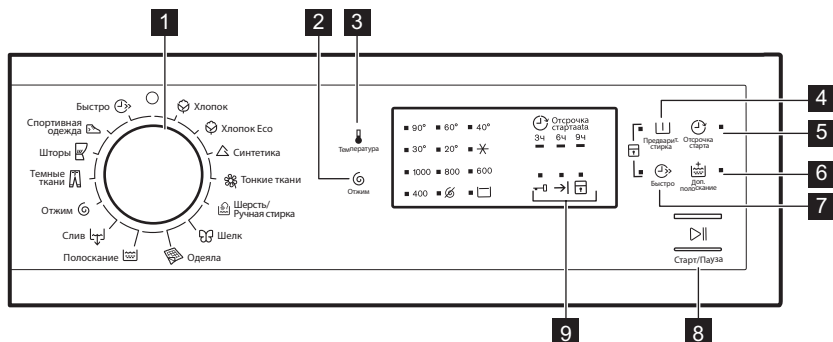 1
2
3
4
5
6
7
8
9
Быстро
Спортивная
одежда
Шторы
Темные
ткани
Отжим
Слив
Полоскание
Хлопок
Хлопок Eco
Синтетика
Тонкие ткани
Шерсть/
Ручная стирка
Шелк
Одеяла
Температура
Отжим
90° 60° 40°
30° 20°
1000 800 600
400
Отсрочка
стартаata
3ч 6ч 9ч
Предварит.
стирка
Отсрочка
старта
Быстро
Доп.
полоскание
Старт/Пауза